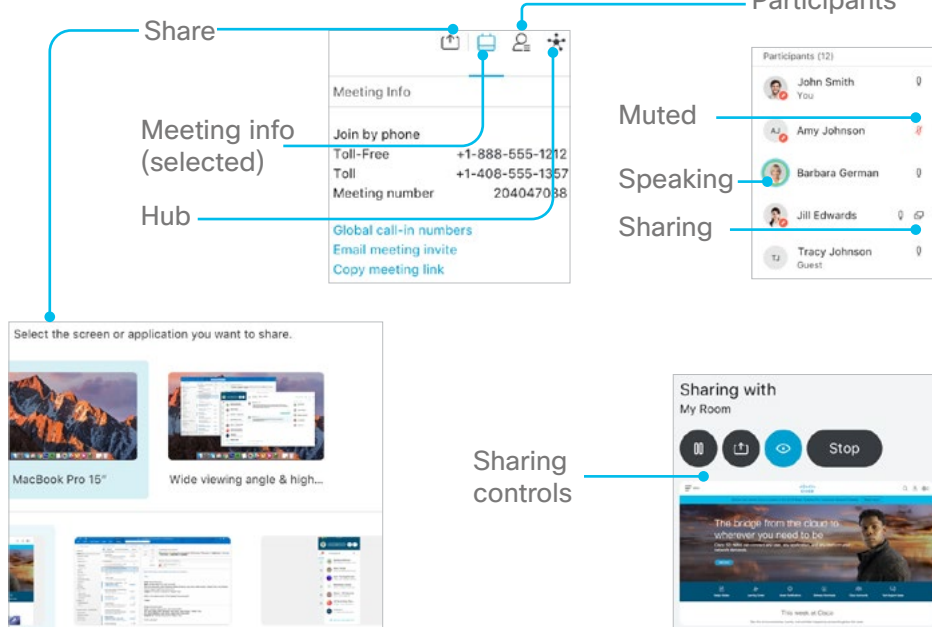 Participants
Share
Meeting Info
Meeting info
(selected)
Join by phone
Toll-Free +1-888-555-1212
Toll +1-408-555-1357
Meeting number 204047038
Hub
Global call-in numbers
Email meeting invite
Copy meeting link
Participants (12)
John Smith
You
Muted
AJ Amy Johnson
Speaking
Barbara German
Sharing
Jill Edwards
TJ Tracy Johnson
Guest
Select the screen or application you want to share.
MacBook Pro 15"
Wide viewing angle & high...
Sharing with
My Room
Stop
Sharing
controls
The bridge from the cloud to
wherever you need to be
This week at Cisco